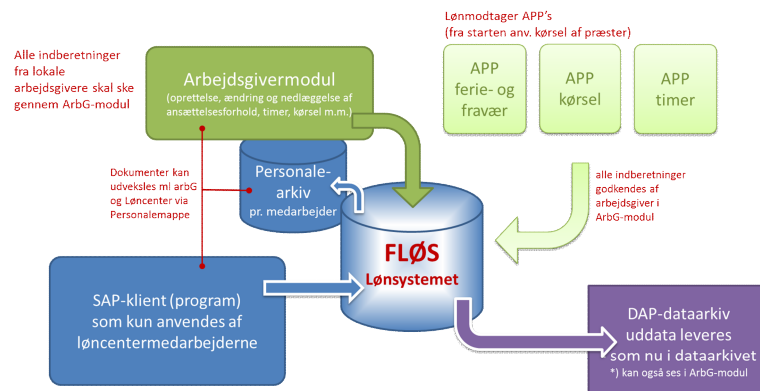 Lønmodtager APP's
(fra starten anv. kørsel af præster)
Alle indberetninger
fra lokale
arbejdsgivere skal ske
gennem ArbG-modul
Arbejdsgivermodul
(oprettelse, ændring og nedlæggelse af
ansættelsesforhold, timer, kørsel m.m.)
APP
ferie- og
fravær
APP
kørsel
APP
timer
Dokumenter kan
udveksles ml arbG
og Løncenter via
Personalemappe
Personale-
arkiv
pr. medarbejder
alle indberetninger
godkendes af
arbejdsgiver i
ArbG-modul
FLØS
Lønsystemet
SAP-klient (program)
som kun anvendes af
løncentermedarbejderne
DAP-dataarkiv
uddata leveres
som nu i dataarkivet
*) kan også ses i ArbG-modul